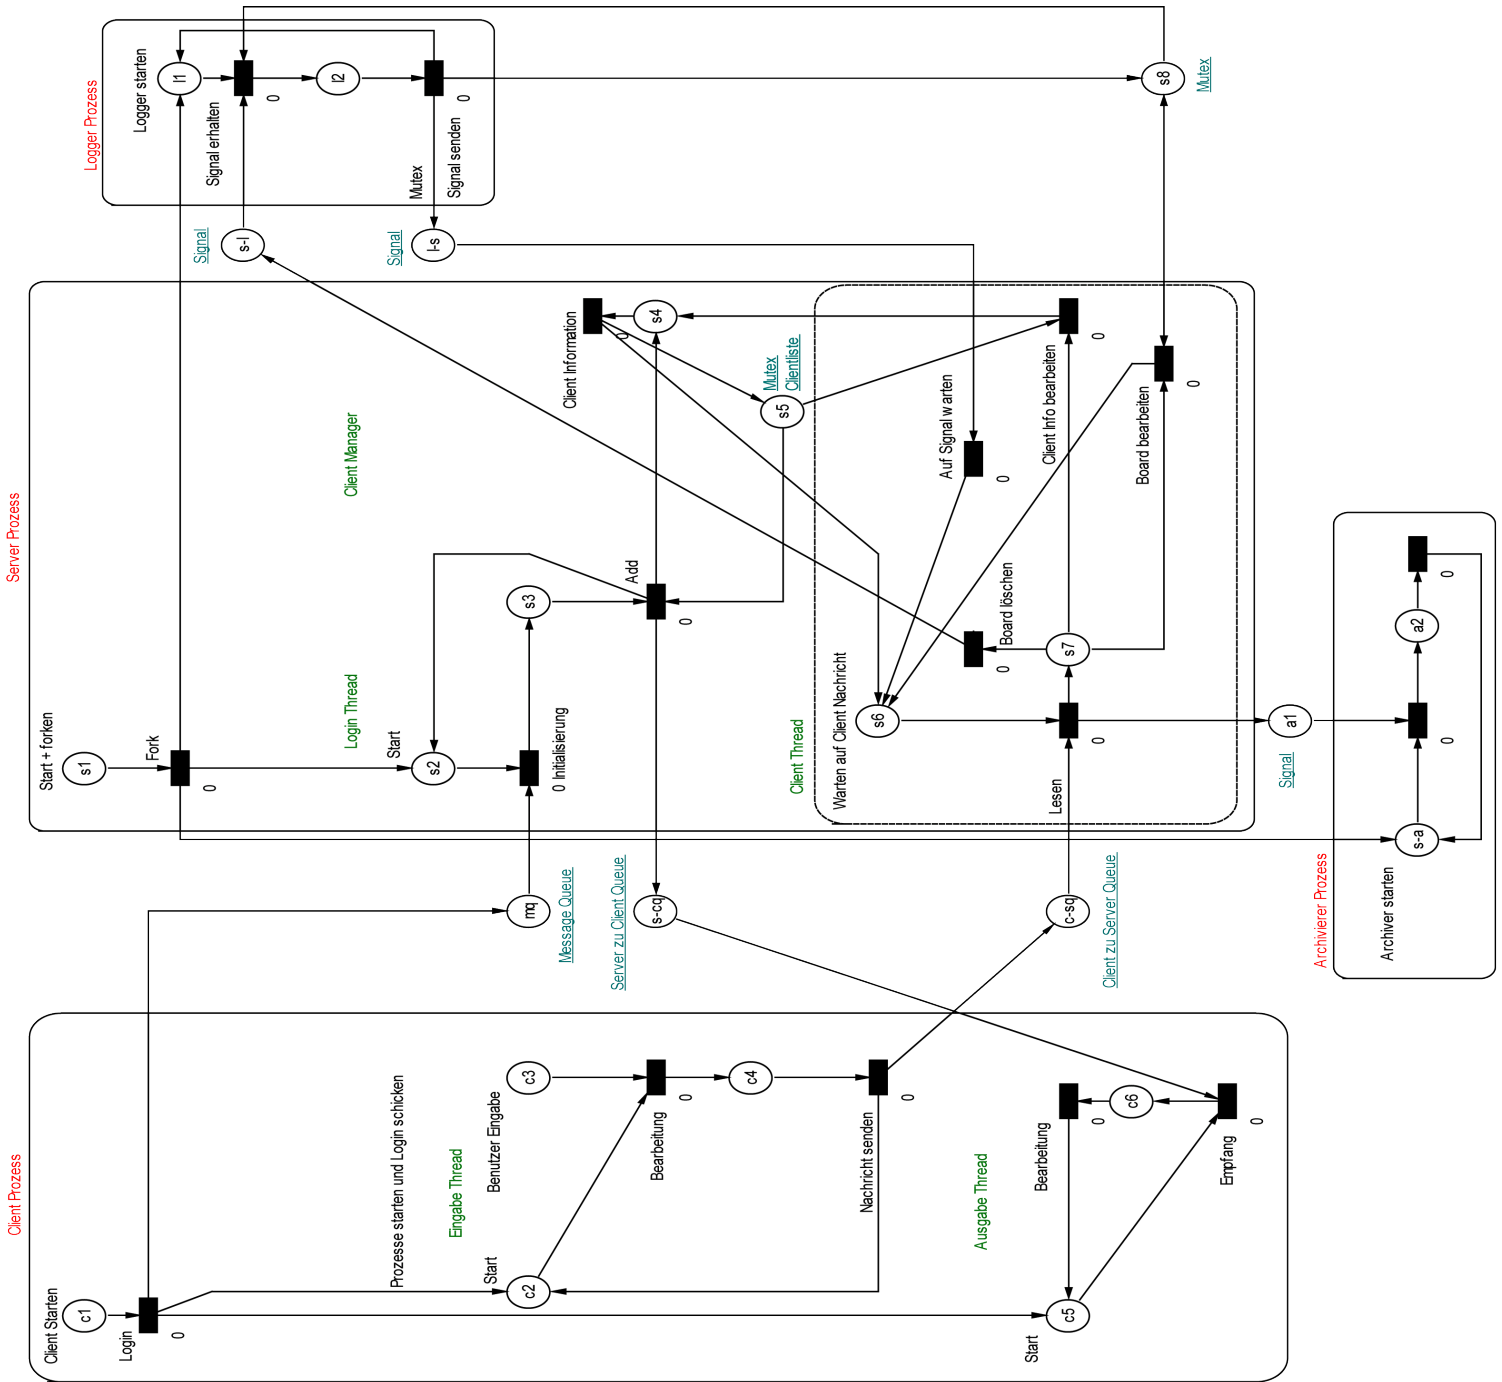 Client Prozess
Client Starten
c1
Login
0
Prozesse starten und Login schicken
Eingabe Thread
Start
c2
Benutzer Eingabe
c3
Bearbeitung
0
c4
Nachricht senden
0
Ausgabe Thread
Start
c5
Bearbeitung
0
c6
Empfang
0
mq
Message Queue
Server zu Client Queue
s-cq
c-sq
Client zu Server Queue
Server Prozess
Start + forken
s1
Fork
0
Login Thread
Start
s2
0 Initialisierung
s3
Add
0
Client Manager
Client Information
0
s4
s5
Mutex
Clientliste
Client Thread
Warten auf Client Nachricht
s6
Lesen
0
s7
Board löschen
0
Auf Signal warten
0
Client Info bearbeiten
0
Board bearbeiten
0
Signal
a1
Archivierer Prozess
Archiver starten
s-a
0
a2
0
Signal
s-l
Signal
l-s
Logger Prozess
Logger starten
l1
Signal erhalten
0
l2
Mutex
Signal senden
0
s8
Mutex